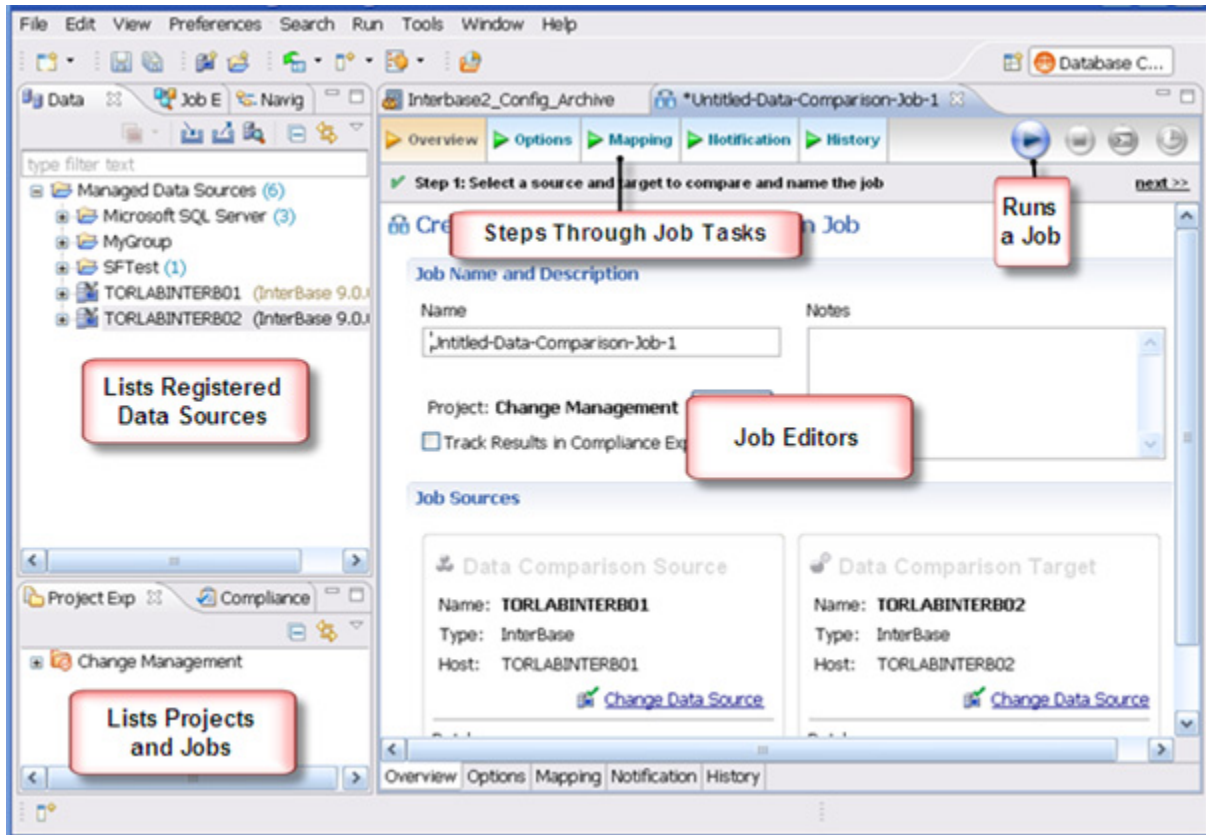 File Edit View Preferences Search Run Tools Window Help
Database C...
Data
Job E
Navig
type filter text
Managed Data Sources (6)
Microsoft SQL Server (3)
MyGroup
SFTest (1)
TORLABINTERB01 (InterBase 9.0.
TORLABINTERB02 (InterBase 9.0.
Lists Registered
Data Sources
Project Exp
Compliance
Change Management
Lists Projects
and Jobs
Interbase2_Config_Archive
*Untitled-Data-Comparison-Job-1
Overview Options Mapping Notification History
Step 1: Select a source and target to compare and name the job
next >>
Steps Through Job Tasks
Runs
a Job
Job
Job Name and Description
Name
Notes
Untitled-Data-Comparison-Job-1
Project: Change Management
Track Results in Compliance Exp
Job Editors
Job Sources
Data Comparison Source
Name: TORLABINTERB01
Type: InterBase
Host: TORLABINTERB01
Change Data Source
Data Comparison Target
Name: TORLABINTERB02
Type: InterBase
Host: TORLABINTERB02
Change Data Source
Overview Options Mapping Notification History